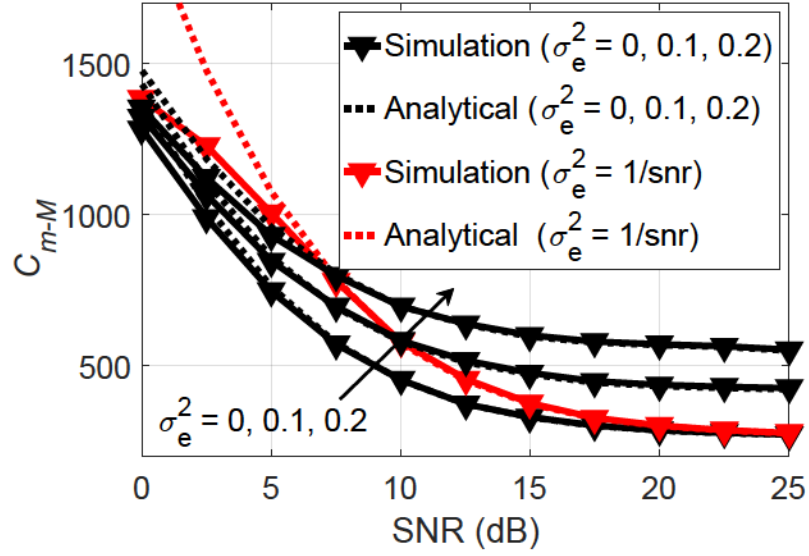 1500
1000
500
C_{m-M}
Simulation (σ_e^2 = 0, 0.1, 0.2)
Analytical (σ_e^2 = 0, 0.1, 0.2)
Simulation (σ_e^2 = 1/snr)
Analytical (σ_e^2 = 1/snr)
σ_e^2 = 0, 0.1, 0.2
0 5 10 15 20 25
SNR (dB)